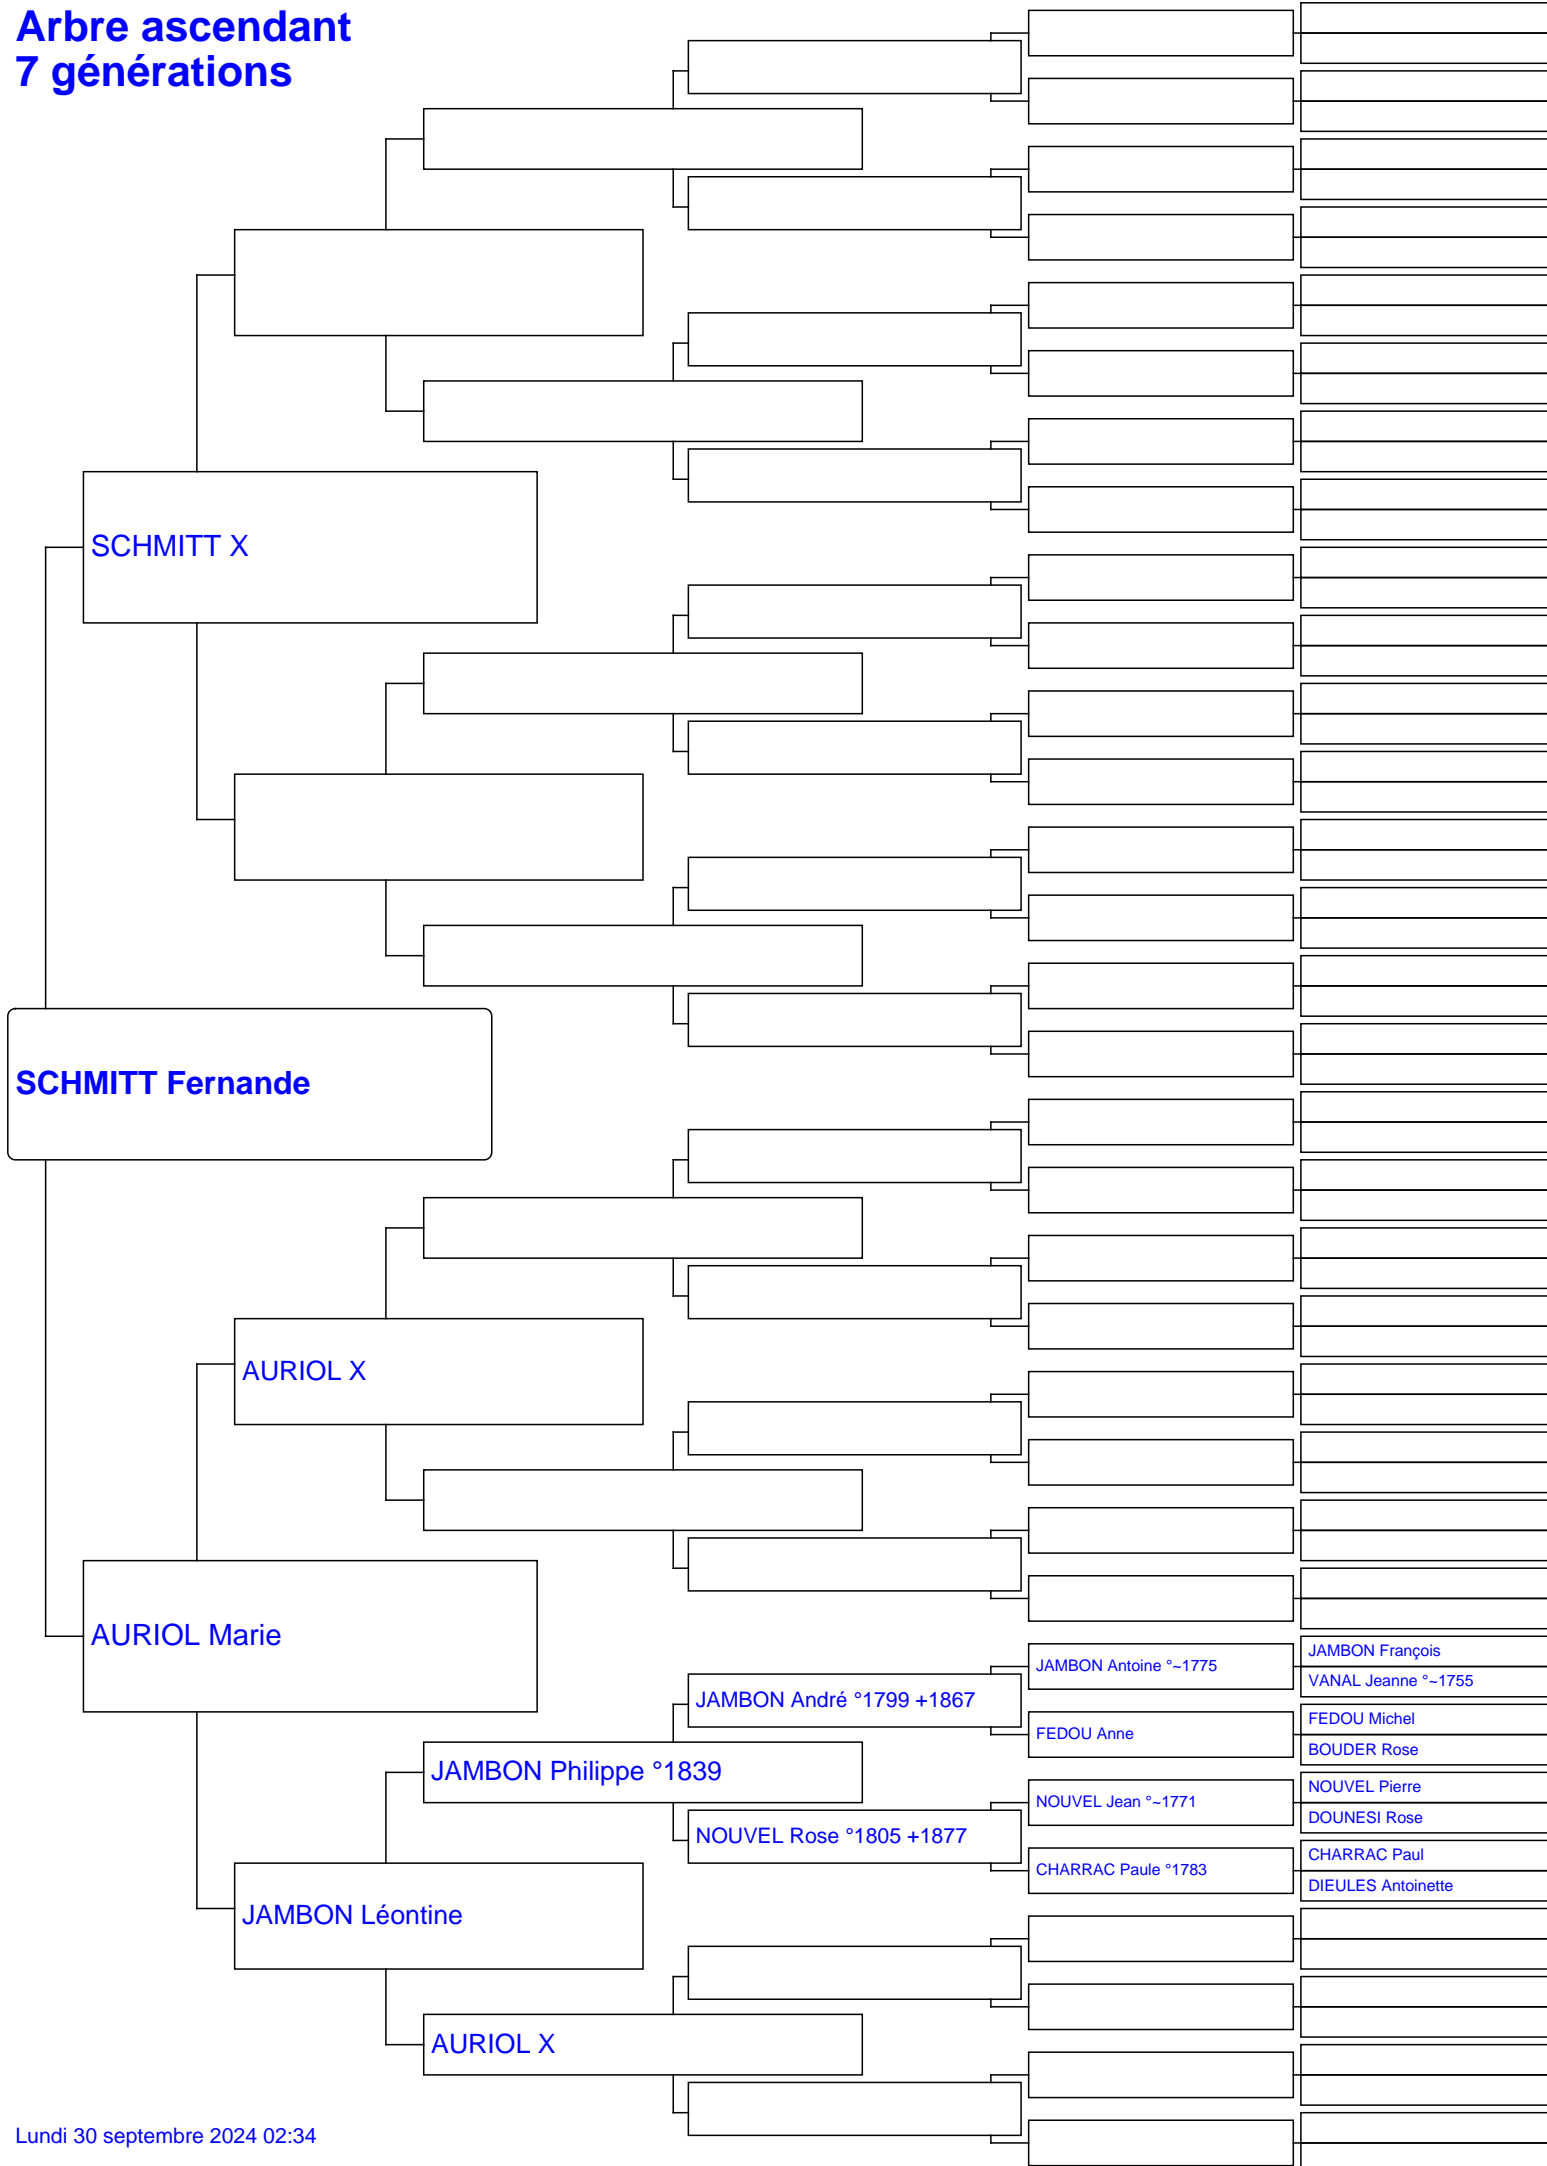 Arbre ascendant
7 générations
SCHMITT X
SCHMITT Fernande
AURIOL X
AURIOL Marie
JAMBON François
JAMBON Antoine °~1775
VANAL Jeanne °~1755
JAMBON André °1799 +1867
FEDOU Michel
FEDOU Anne
BOUDER Rose
JAMBON Philippe °1839
NOUVEL Pierre
NOUVEL Jean °~1771
DOUNESI Rose
NOUVEL Rose °1805 +1877
CHARRAC Paul
CHARRAC Paule °1783
DIEULES Antoinette
JAMBON Léontine
AURIOL X
Lundi 30 septembre 2024 02:34